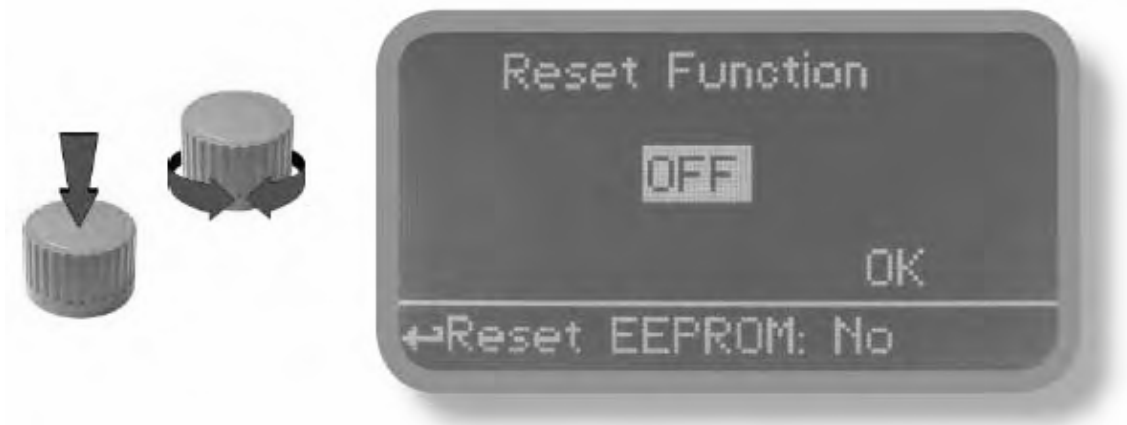 Reset Function
OFF
OK
↵Reset EEPROM: No